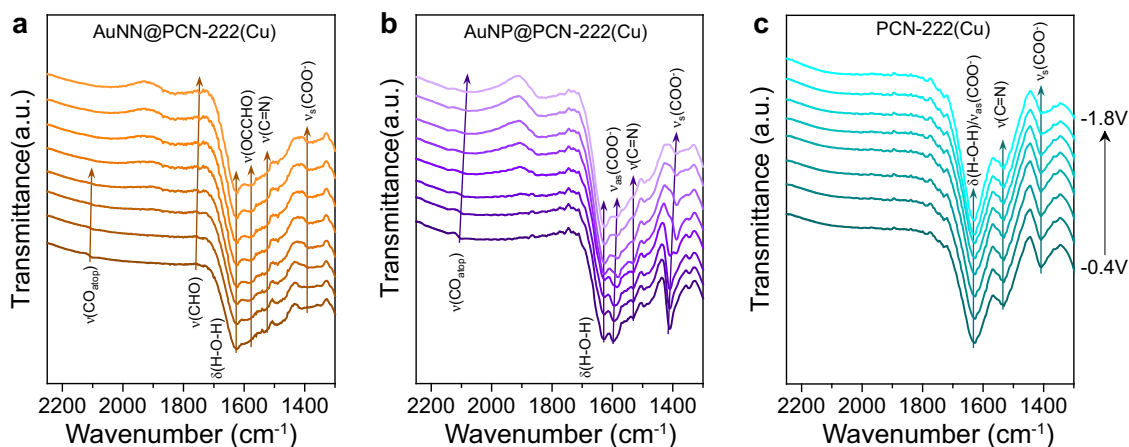 a
AuNN@PCN-222(Cu)
Transmittance(a.u.)
ν(CO_atop)
ν(CHO)
δ(H-O-H)
ν(OCCHO)
ν(C=N)
ν_s(COO⁻)
2200 2000 1800 1600 1400
Wavenumber (cm⁻¹)
b
AuNP@PCN-222(Cu)
Transmittance(a.u.)
ν(CO_atop)
δ(H-O-H)
ν_as(COO⁻)
ν(C=N)
ν_s(COO⁻)
2200 2000 1800 1600 1400
Wavenumber (cm⁻¹)
c
PCN-222(Cu)
Transmittance (a.u.)
δ(H-O-H)/ν_as(COO⁻)
ν(C=N)
ν_s(COO⁻)
-1.8V
-0.4V
2200 2000 1800 1600 1400
Wavenumber (cm⁻¹)